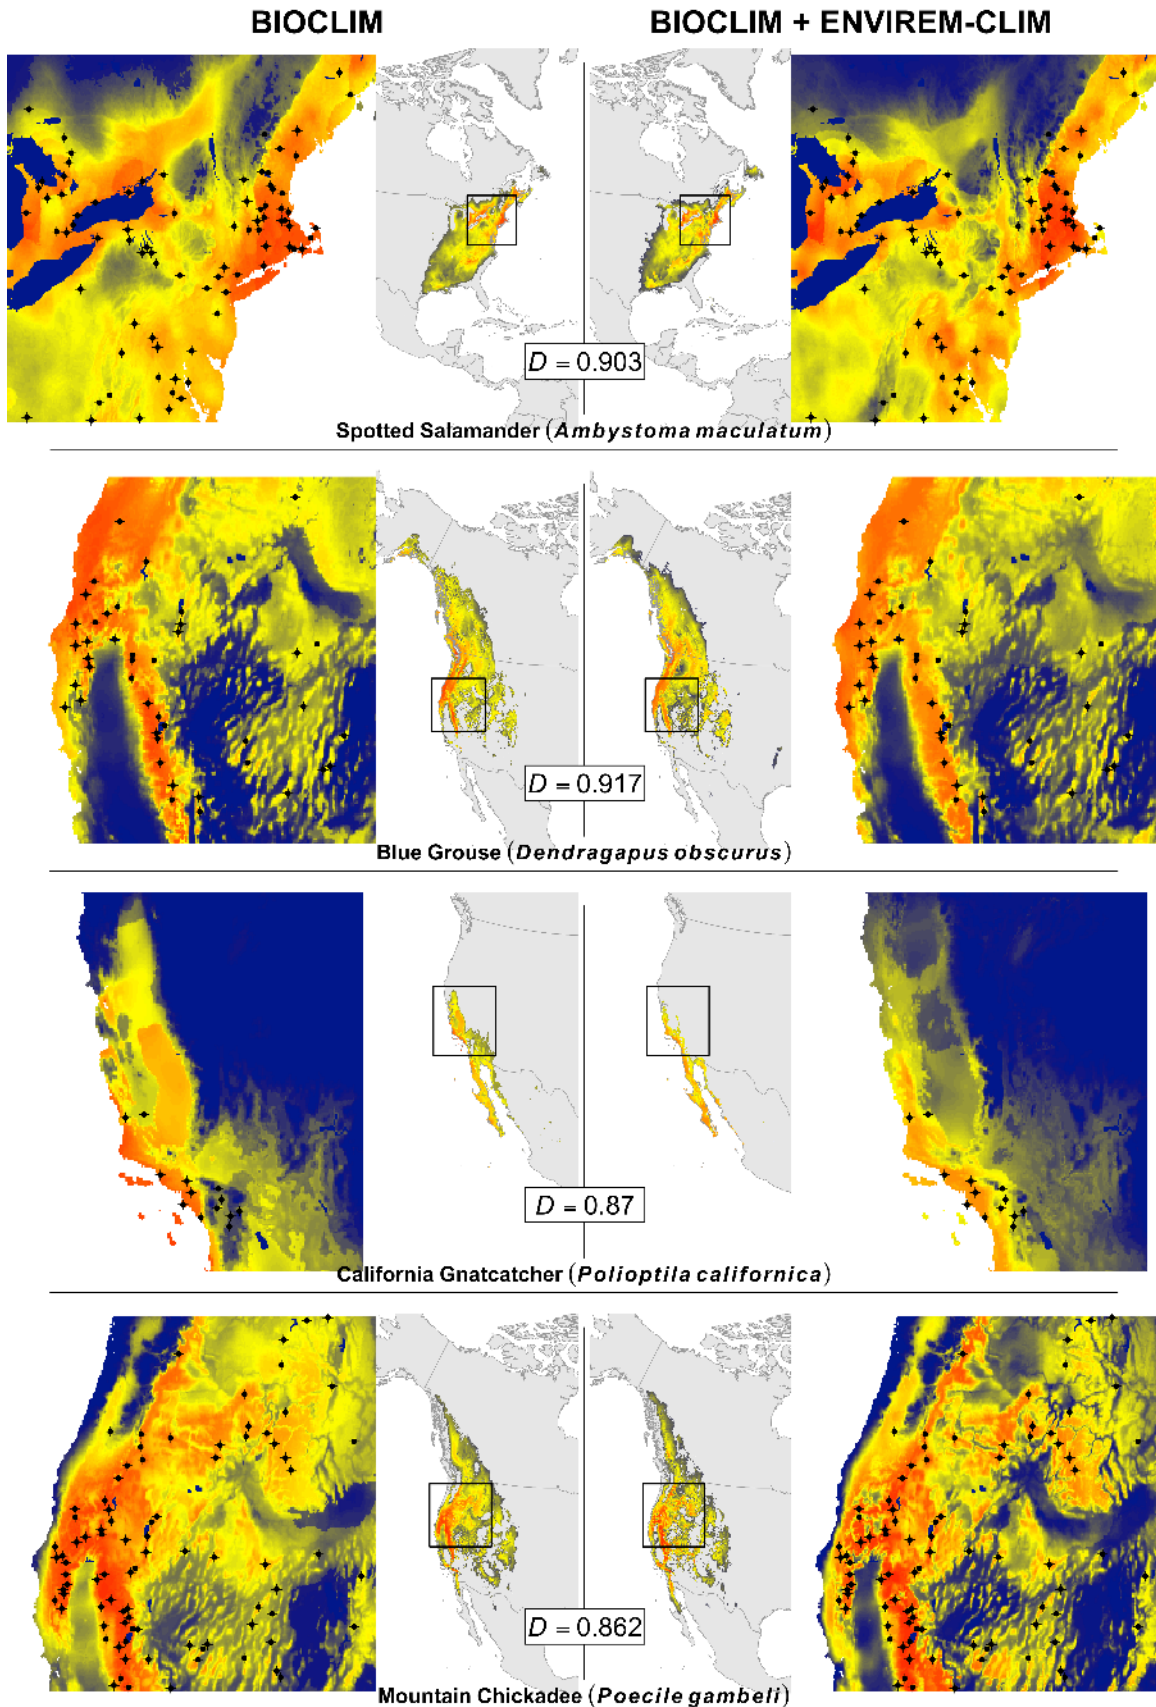 BIOCLIM
BIOCLIM + ENVIREM-CLIM
D = 0.903
Spotted Salamander (Ambystoma maculatum)
D = 0.917
Blue Grouse (Dendragapus obscurus)
D = 0.87
California Gnatcatcher (Polioptila californica)
D = 0.862
Mountain Chickadee (Poecile gambeli)